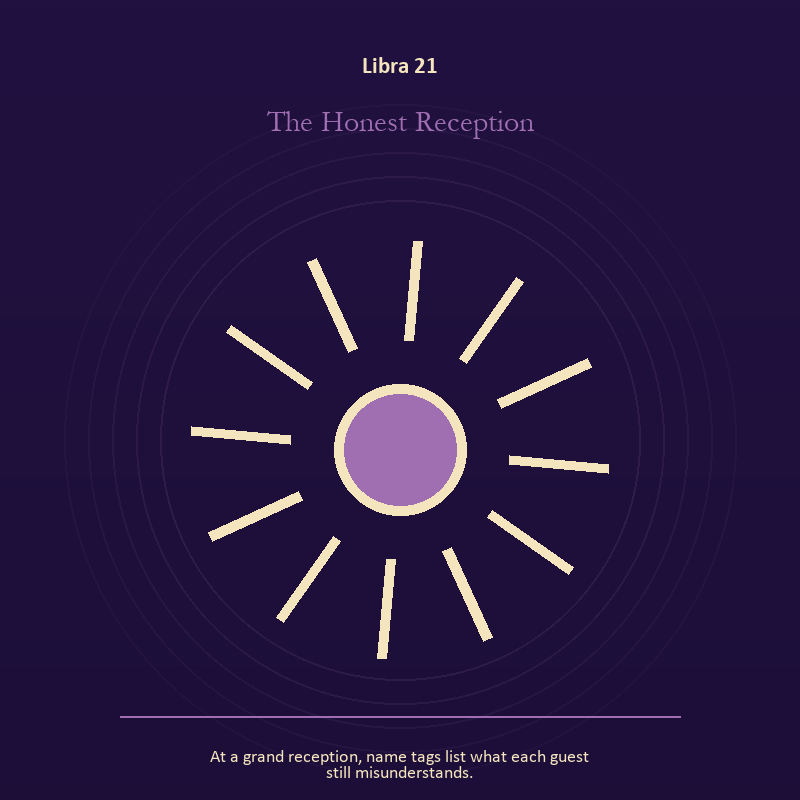 Libra 21
The Honest Reception
At a grand reception, name tags list what each guest
still misunderstands.